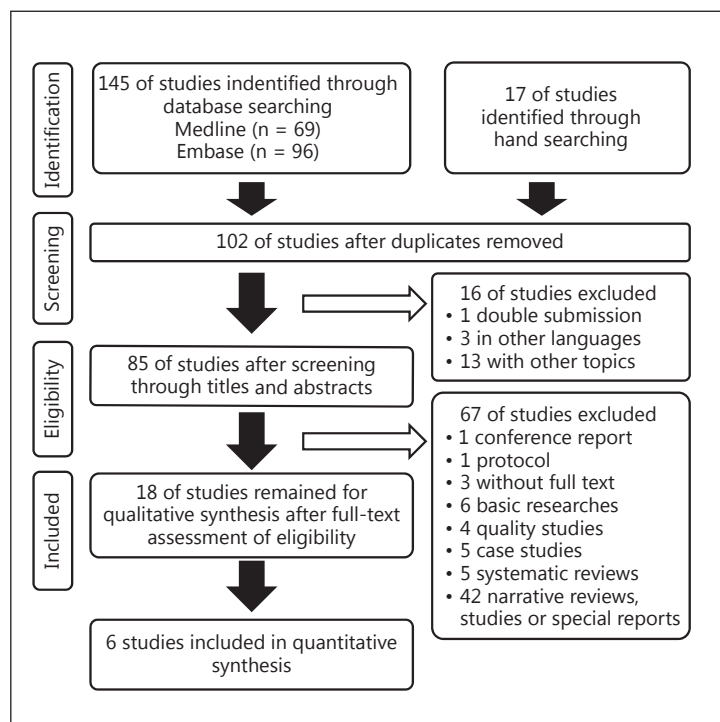 Identification
145 of studies indentified through
database searching
Medline (n = 69)
Embase (n = 96)
17 of studies
identified through
hand searching
Screening
102 of studies after duplicates removed
16 of studies excluded
• 1 double submission
• 3 in other languages
• 13 with other topics
Eligibility
85 of studies after screening
through titles and abstracts
67 of studies excluded
• 1 conference report
• 1 protocol
• 3 without full text
• 6 basic researches
• 4 quality studies
• 5 case studies
• 5 systematic reviews
• 42 narrative reviews,
studies or special reports
Included
18 of studies remained for
qualitative synthesis after full-text
assessment of eligibility
6 studies included in quantitative
synthesis